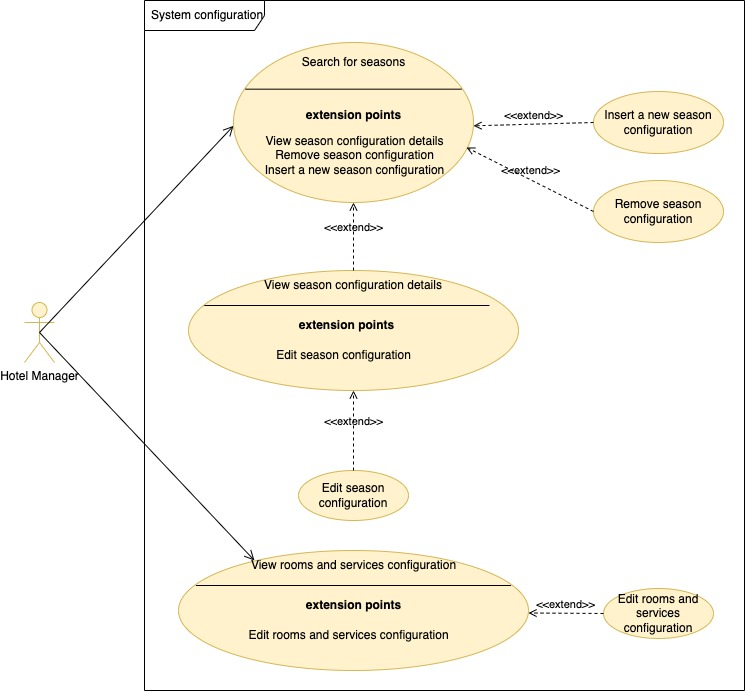 System configuration
Search for seasons
extension points
View season configuration details
Remove season configuration
Insert a new season configuration
<<extend>>
Insert a new season
configuration
<<extend>>
Remove season
configuration
<<extend>>
View season configuration details
extension points
Edit season configuration
Hotel Manager
<<extend>>
Edit season
configuration
View rooms and services configuration
extension points
Edit rooms and services configuration
<<extend>>
Edit rooms and
services
configuration